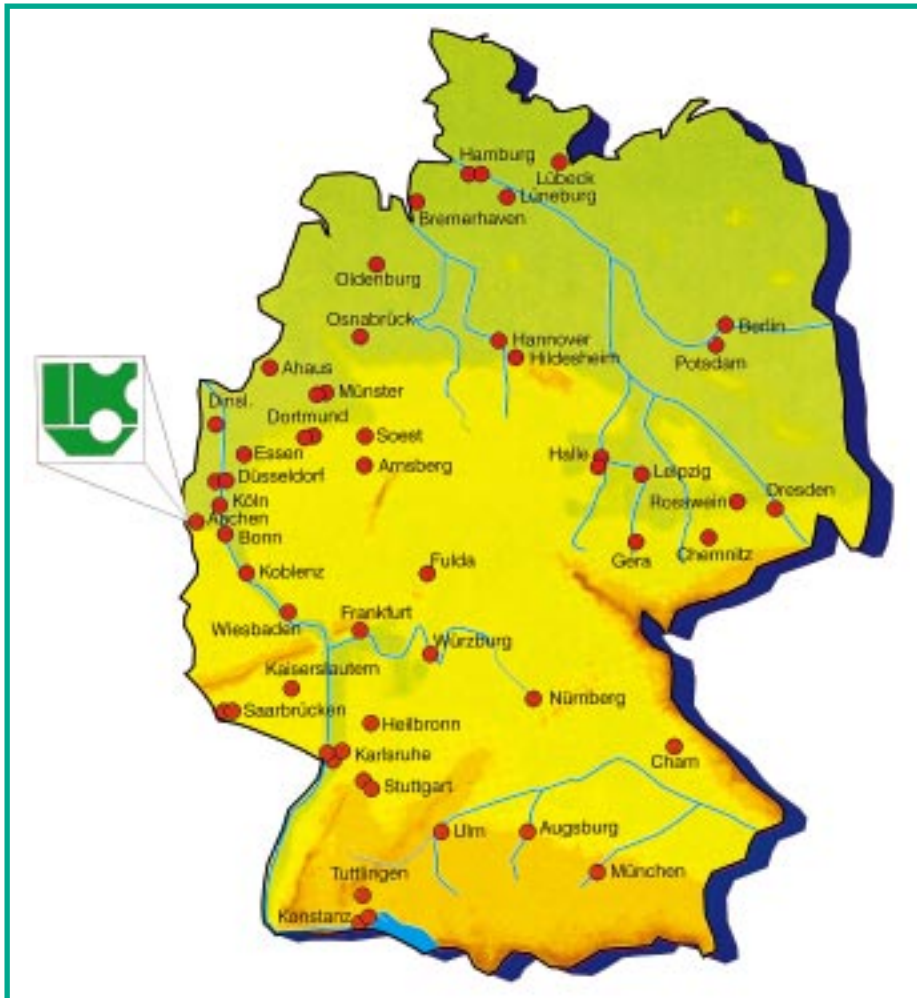 Hamburg
Lübeck
Lüneburg
Bremerhaven
Oldenburg
Osnabrück
Berlin
Hannover
Hildesheim
Potsdam
Ahaus
Münster
Dinsl.
Dortmund
Soest
Essen
Halle
Arnsberg
Leipzig
Düsseldorf
Rosswein
Dresden
Köln
Aachen
Bonn
Gera
Chemnitz
Fulda
Koblenz
Frankfurt
Wiesbaden
Würzburg
Kaiserslautern
Nürnberg
Saarbrücken
Heilbronn
Karlsruhe
Cham
Stuttgart
Ulm
Augsburg
München
Tuttlingen
Konstanz